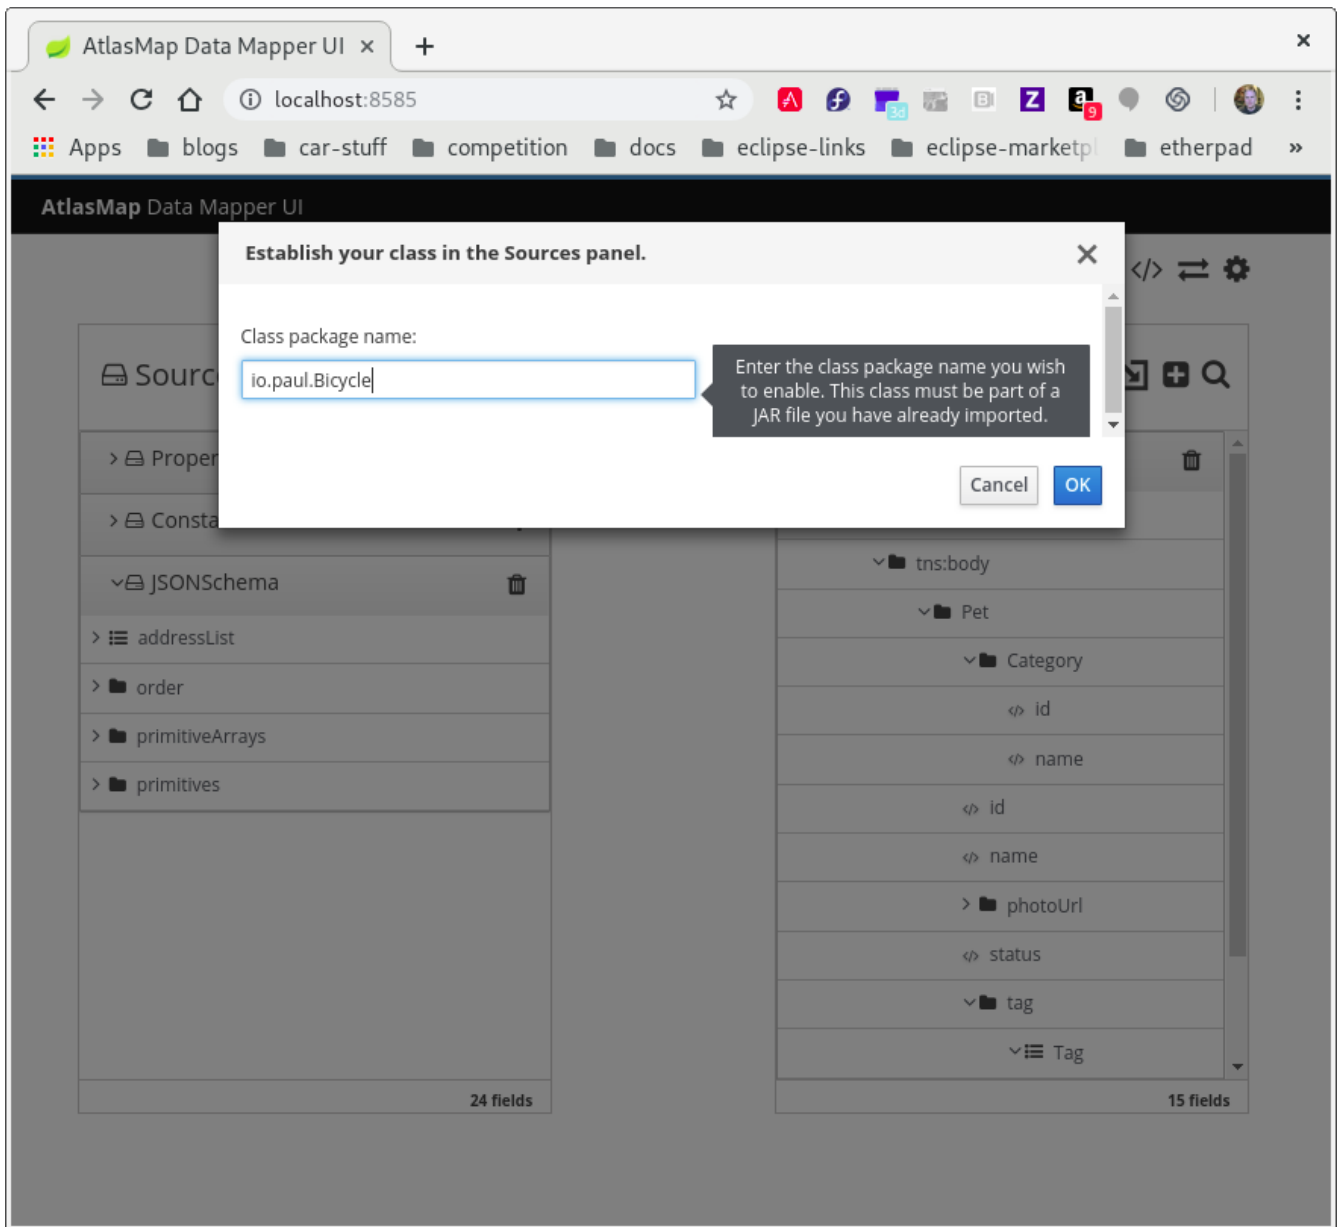 AtlasMap Data Mapper UI
localhost:8585
3d
B
Z
a
9
Apps blogs car-stuff competition docs eclipse-links eclipse-marketpl etherpad »
AtlasMap Data Mapper UI
Establish your class in the Sources panel.
Class package name:
io.paul.Bicycle
Enter the class package name you wish
to enable. This class must be part of a
JAR file you have already imported.
Cancel OK
Sourc
Proper
Consta
JSONSchema
addressList
order
primitiveArrays
primitives
24 fields
tns:body
Pet
Category
id
name
id
name
photoUrl
status
tag
Tag
15 fields